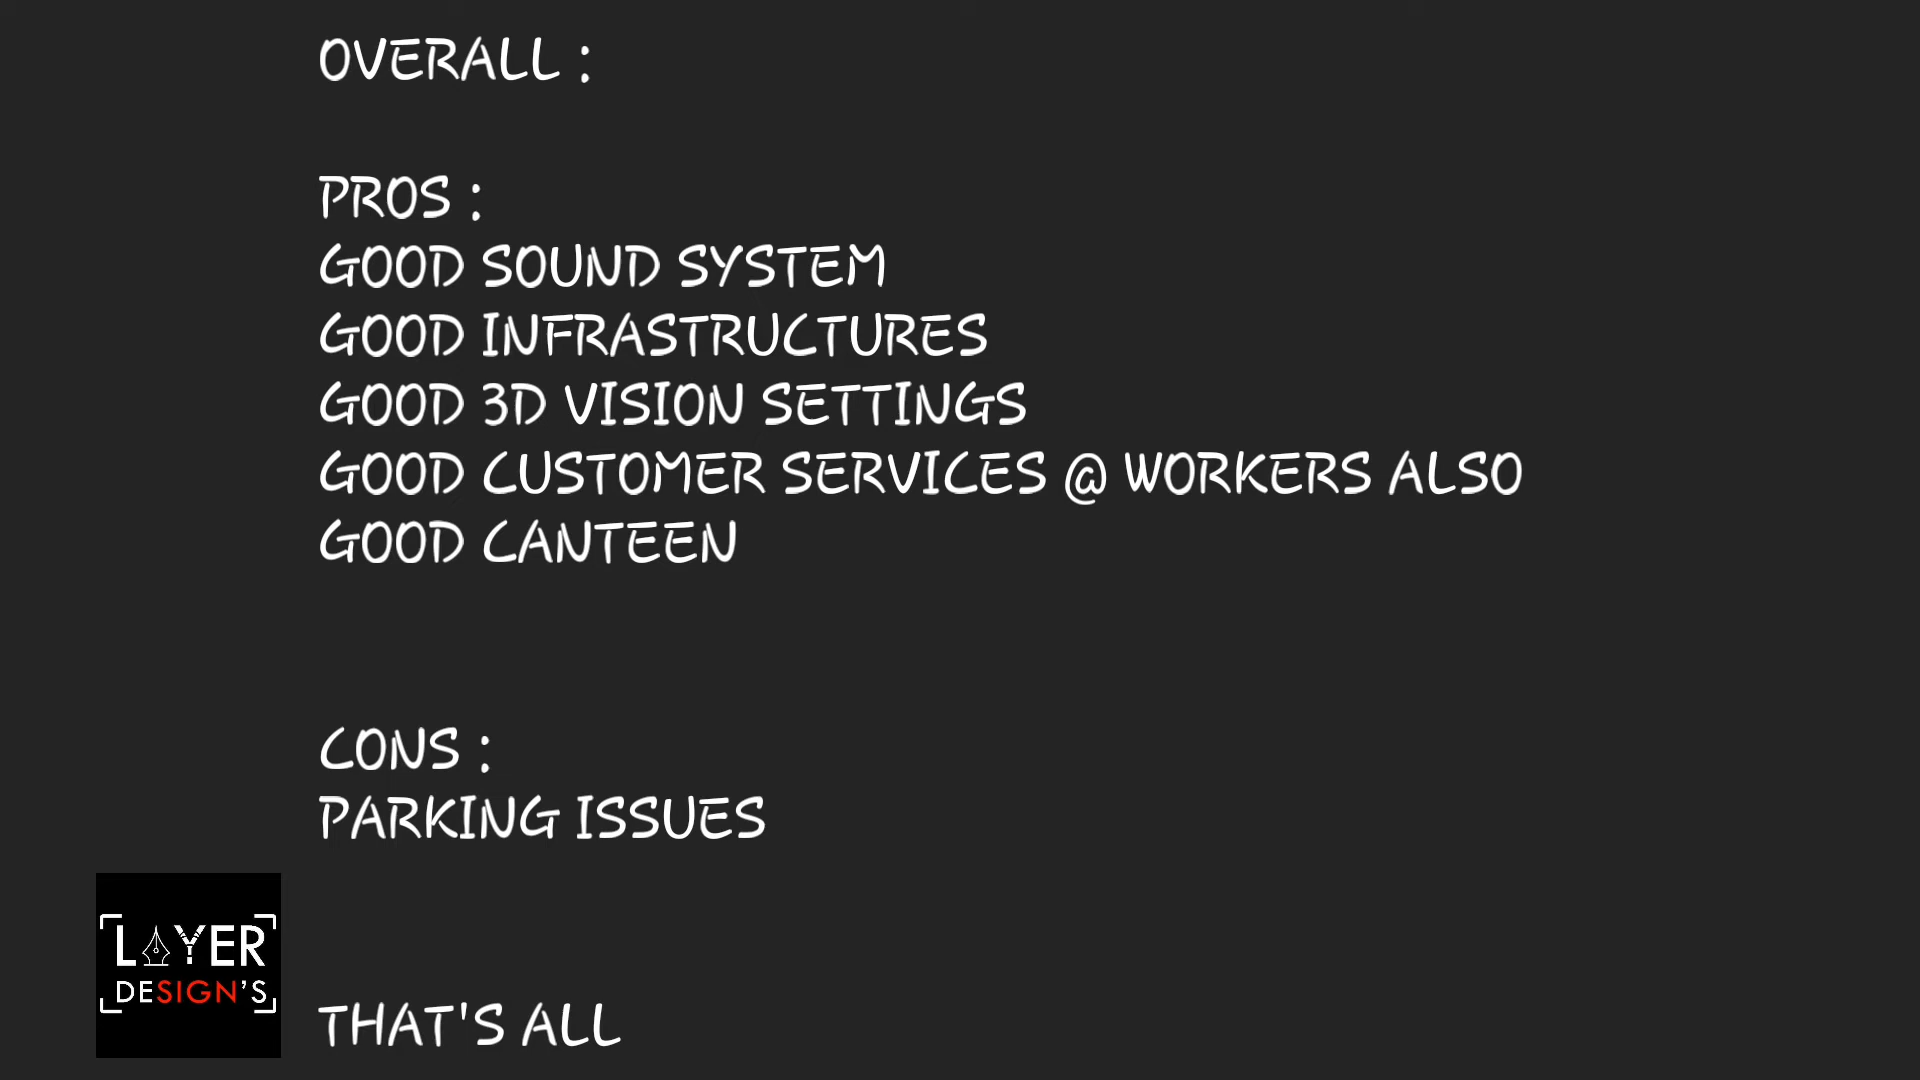 OVERALL :
PROS :
GOOD SOUND SYSTEM
GOOD INFRASTRUCTURES
GOOD 3D VISION SETTINGS
GOOD CUSTOMER SERVICES @ WORKERS ALSO
GOOD CANTEEN
CONS :
PARKING ISSUES
LAYER
DESIGN'S
THAT'S ALL